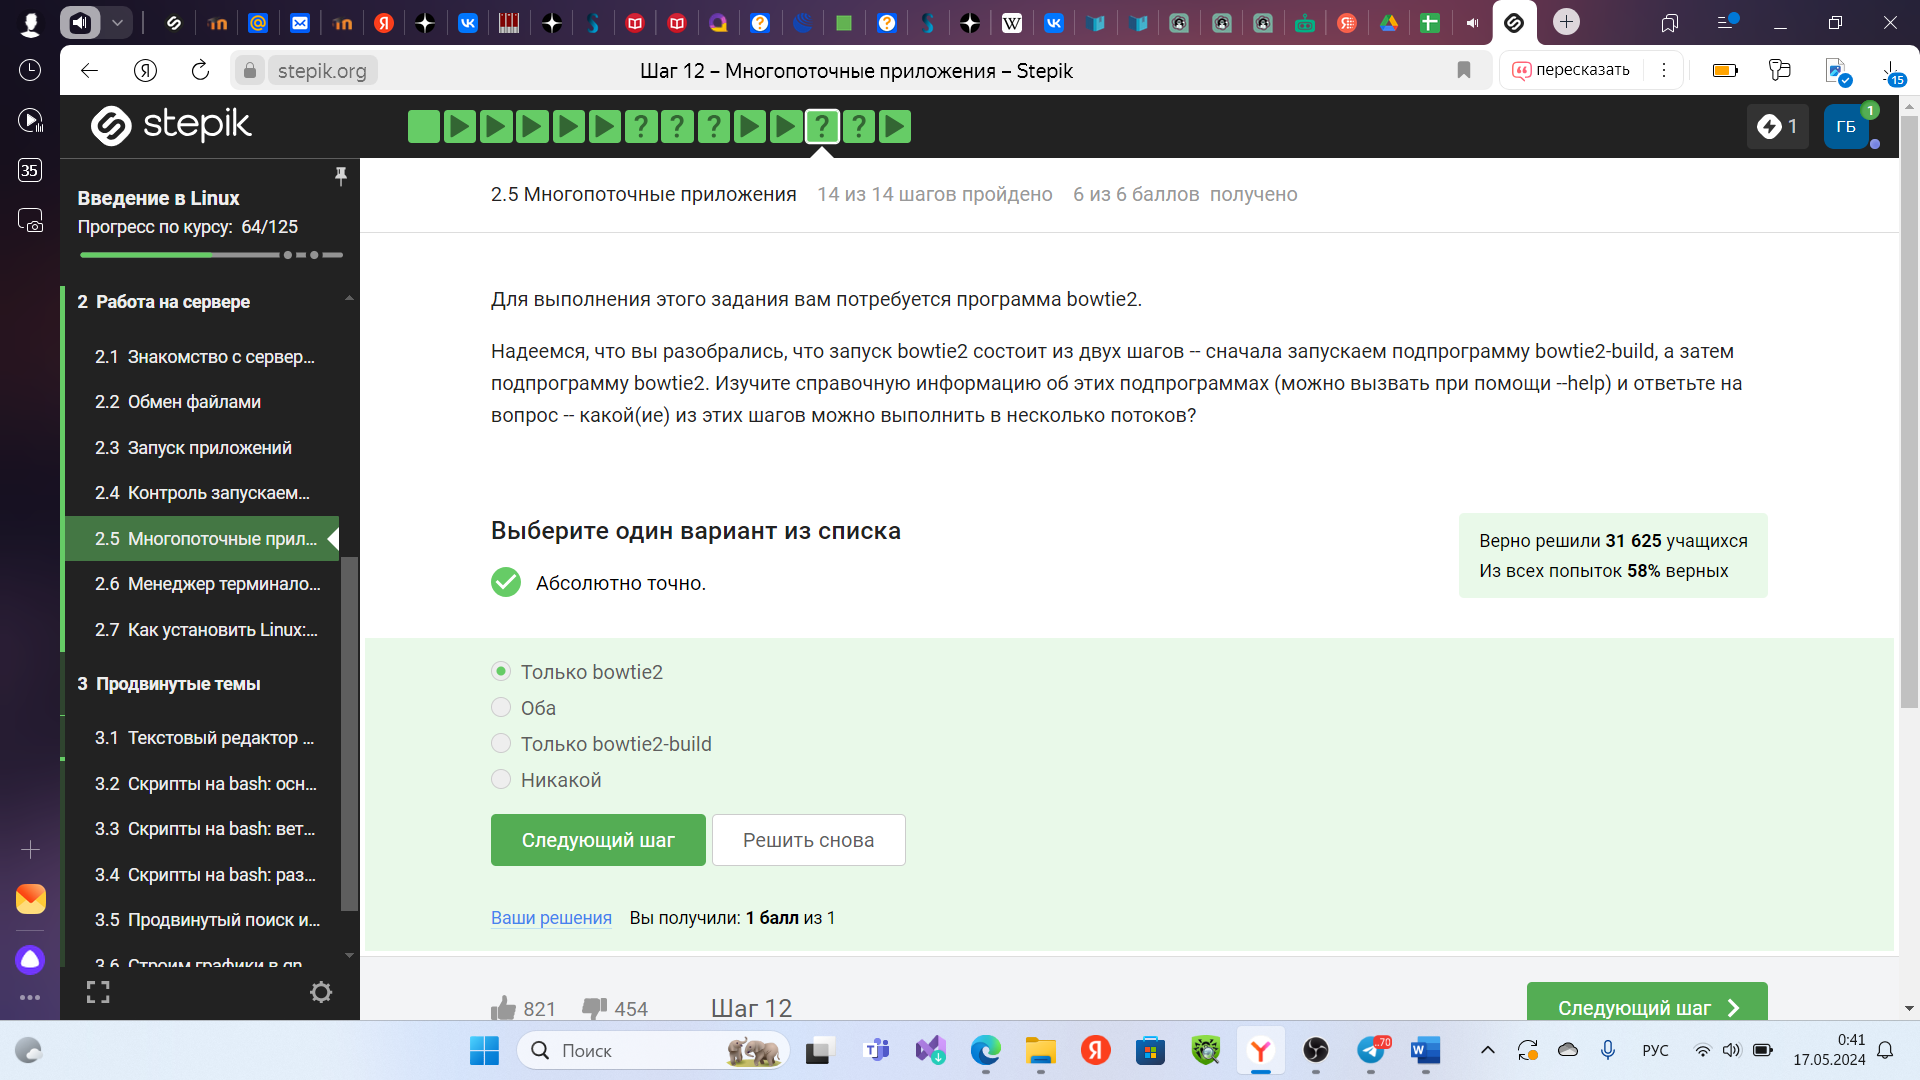 stepik.org
Шаг 12 – Многопоточные приложения – Stepik
пересказать
15
35
stepik
1
ГБ
1
Введение в Linux
Прогресс по курсу: 64/125
2 Работа на сервере
2.1 Знакомство с сервер...
2.2 Обмен файлами
2.3 Запуск приложений
2.4 Контроль запускаем...
2.5 Многопоточные прил...
2.6 Менеджер терминало...
2.7 Как установить Linux:...
3 Продвинутые темы
3.1 Текстовый редактор ...
3.2 Скрипты на bash: осн...
3.3 Скрипты на bash: вет...
3.4 Скрипты на bash: раз...
3.5 Продвинутый поиск и...
3.6 Строим графики в gn...
2.5 Многопоточные приложения 14 из 14 шагов пройдено 6 из 6 баллов получено
Для выполнения этого задания вам потребуется программа bowtie2.
Надеемся, что вы разобрались, что запуск bowtie2 состоит из двух шагов -- сначала запускаем подпрограмму bowtie2-build, а затем
подпрограмму bowtie2. Изучите справочную информацию об этих подпрограммах (можно вызвать при помощи --help) и ответьте на
вопрос -- какой(ие) из этих шагов можно выполнить в несколько потоков?
Выберите один вариант из списка
Абсолютно точно.
Верно решили 31 625 учащихся
Из всех попыток 58% верных
Только bowtie2
Оба
Только bowtie2-build
Никакой
Следующий шаг
Решить снова
Ваши решения Вы получили: 1 балл из 1
821
454
Шаг 12
Следующий шаг
Поиск
..70
РУС
0:41
17.05.2024